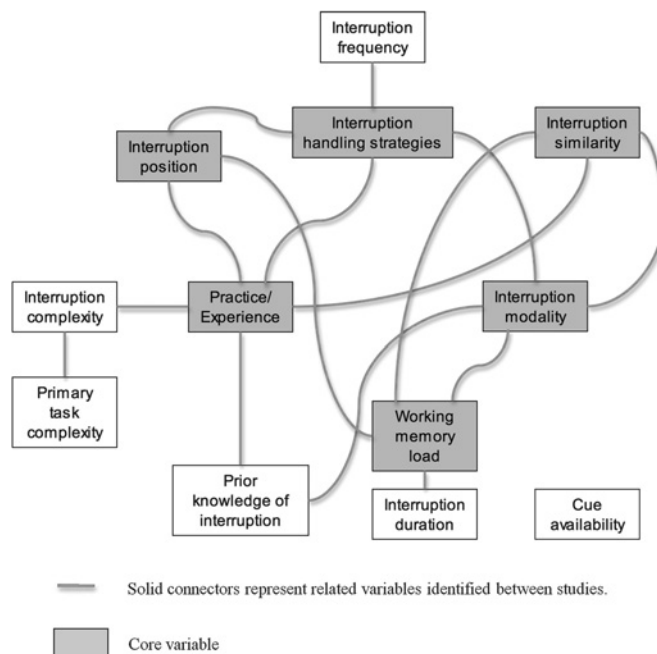 Interruption
frequency
Interruption
position
Interruption
handling strategies
Interruption
similarity
Interruption
complexity
Practice/
Experience
Interruption
modality
Primary
task
complexity
Working
memory
load
Prior
knowledge of
interruption
Interruption
duration
Cue
availability
Solid connectors represent related variables identified between studies.
Core variable